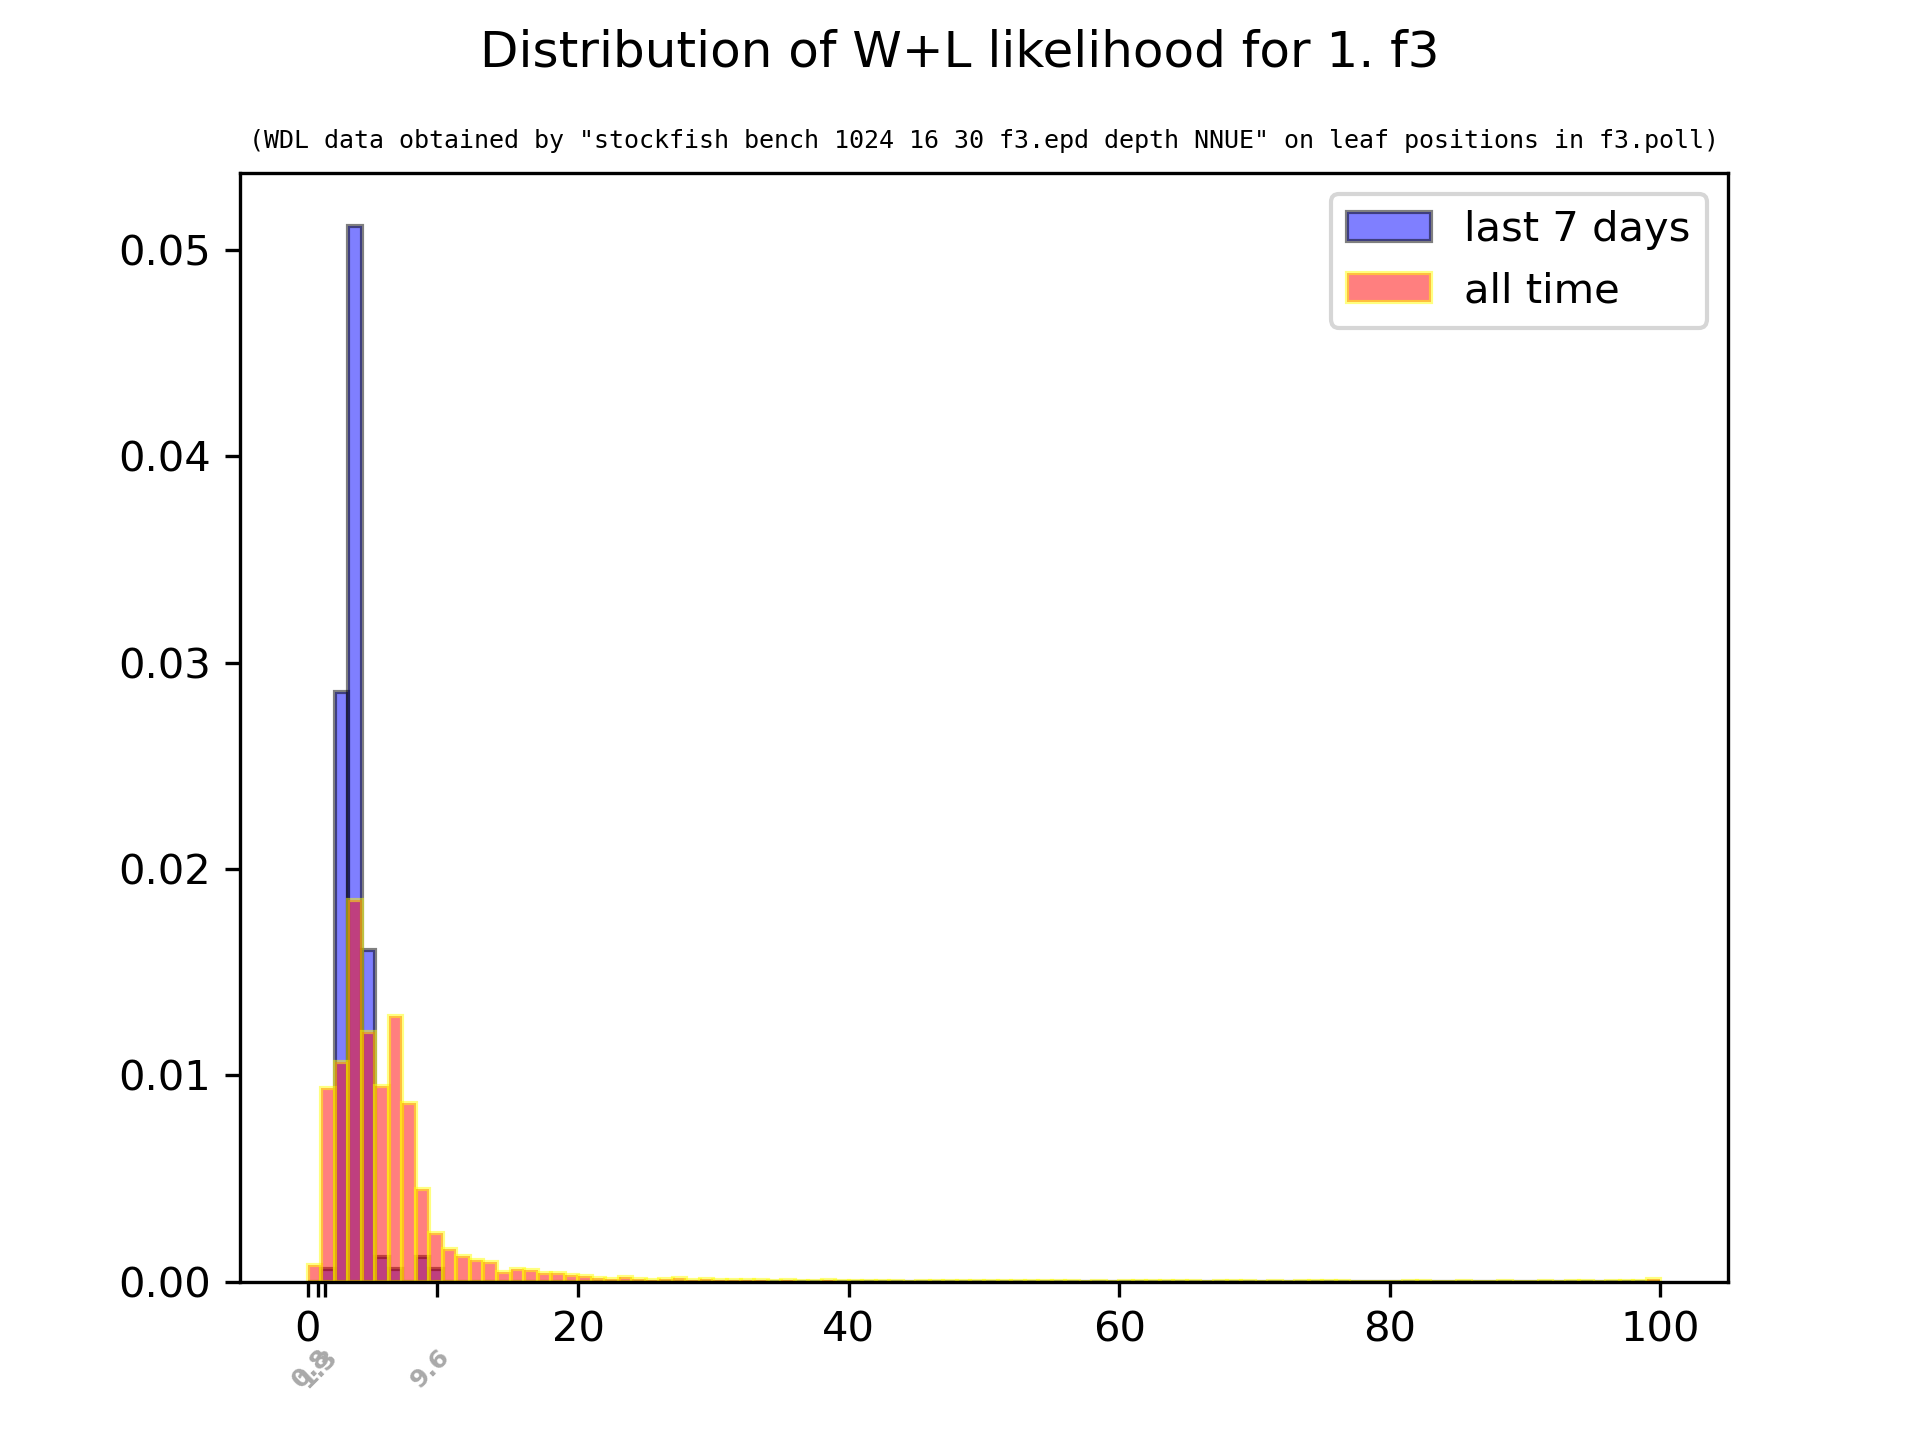 Distribution of W+L likelihood for 1. f3
(WDL data obtained by "stockfish bench 1024 16 30 f3.epd depth NNUE" on leaf positions in f3.poll)
last 7 days
all time
0.05
0.04
0.03
0.02
0.01
0.00
0 20 40 60 80 100
9.6